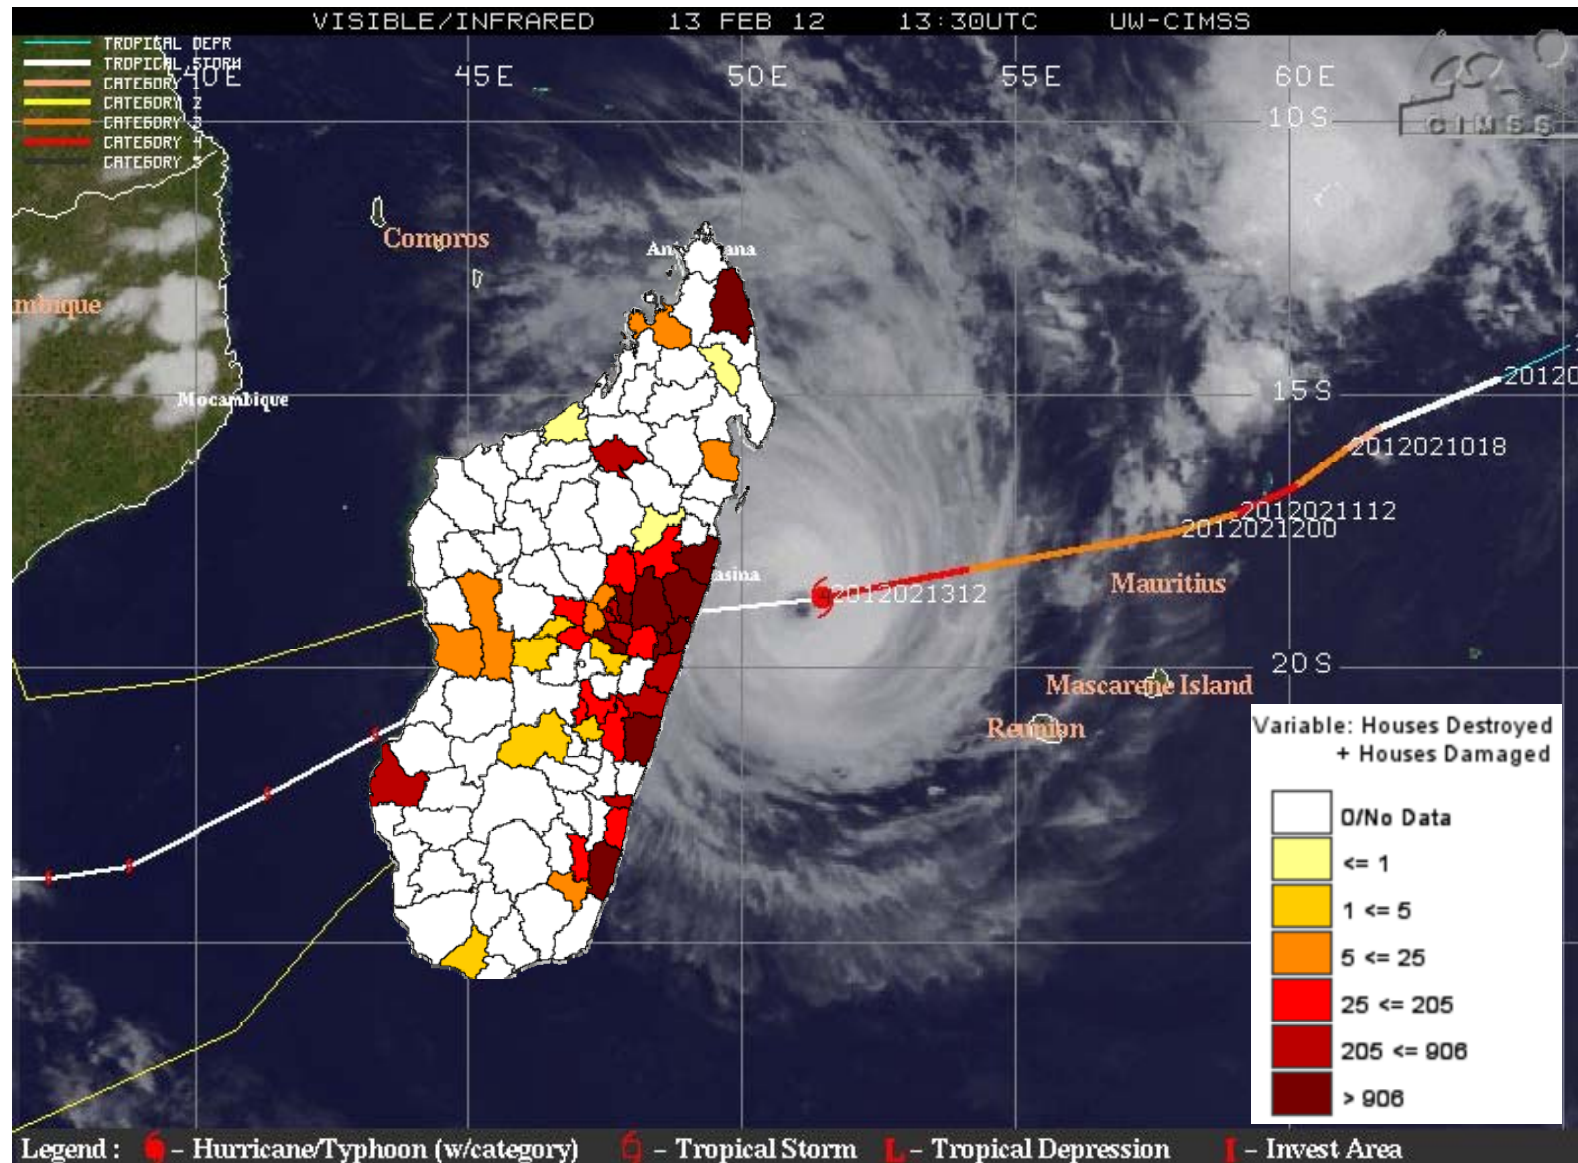 VISIBLE/INFRARED 13 FEB 12 13:30UTC UW-CIMSS
TROPICAL DEPR
TROPICAL STORM
CATEGORY 1
CATEGORY 2
CATEGORY 3
CATEGORY 4
CATEGORY 5
40E 45E 50E 55E 60E
10S
CIMSS
Comoros
mbique
Mocambique
15S
20120
2012021018
2012021112
2012021200
asina
Mauritius
2012021312
20S
Mascarene Island
Reunion
Variable: Houses Destroyed
+ Houses Damaged
0/No Data
<= 1
1 <= 5
5 <= 25
25 <= 205
205 <= 906
> 906
Legend : – Hurricane/Typhoon (w/category) – Tropical Storm – Tropical Depression – Invest Area